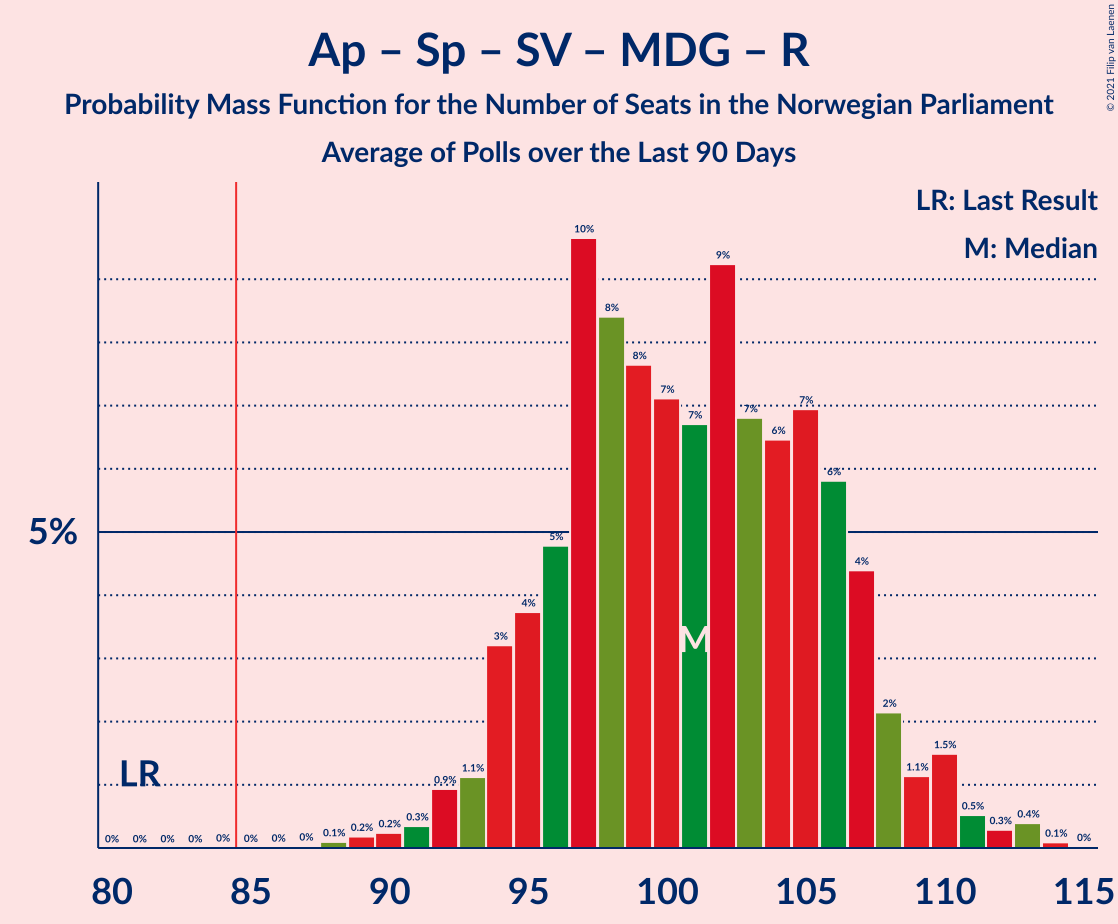 Ap – Sp – SV – MDG – R
Probability Mass Function for the Number of Seats in the Norwegian Parliament
Average of Polls over the Last 90 Days
© 2021 Filip van Laenen
LR: Last Result
M: Median
5%
LR
M
0% 0% 0% 0% 0% 0% 0% 0% 0.1% 0.2% 0.2% 0.3% 0.9% 1.1% 3% 4% 5% 10% 8% 8% 7% 7% 9% 7% 6% 7% 6% 4% 2% 1.1% 1.5% 0.5% 0.3% 0.4% 0.1% 0%
80 85 90 95 100 105 110 115